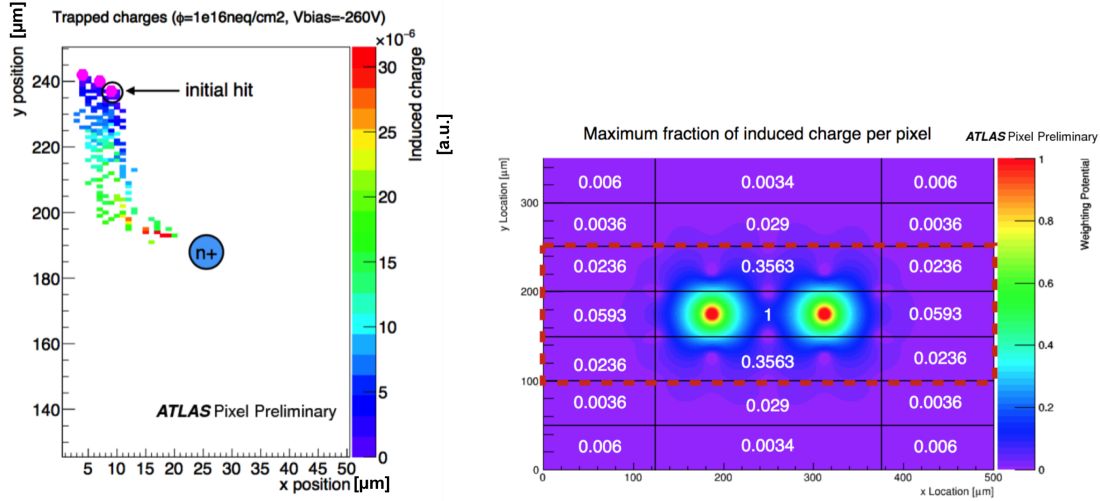 Trapped charges (ϕ=1e16neq/cm2, Vbias=-260V)
y position [μm]
240
220
200
180
160
140
initial hit
n+
ATLAS Pixel Preliminary
5 10 15 20 25 30 35 40 45 50
x position [μm]
×10⁻⁶
30
25
20
15
10
5
0
Induced charge
[a.u.]
Maximum fraction of induced charge per pixel
ATLAS Pixel Preliminary
y Location [μm]
300
200
100
0
0.006 0.0034 0.006
0.0036 0.029 0.0036
0.0236 0.3563 0.0236
0.0593 1 0.0593
0.0236 0.3563 0.0236
0.0036 0.029 0.0036
0.006 0.0034 0.006
0 100 200 300 400 500
x Location [μm]
1
0.8
0.6
0.4
0.2
0
Weighting Potential